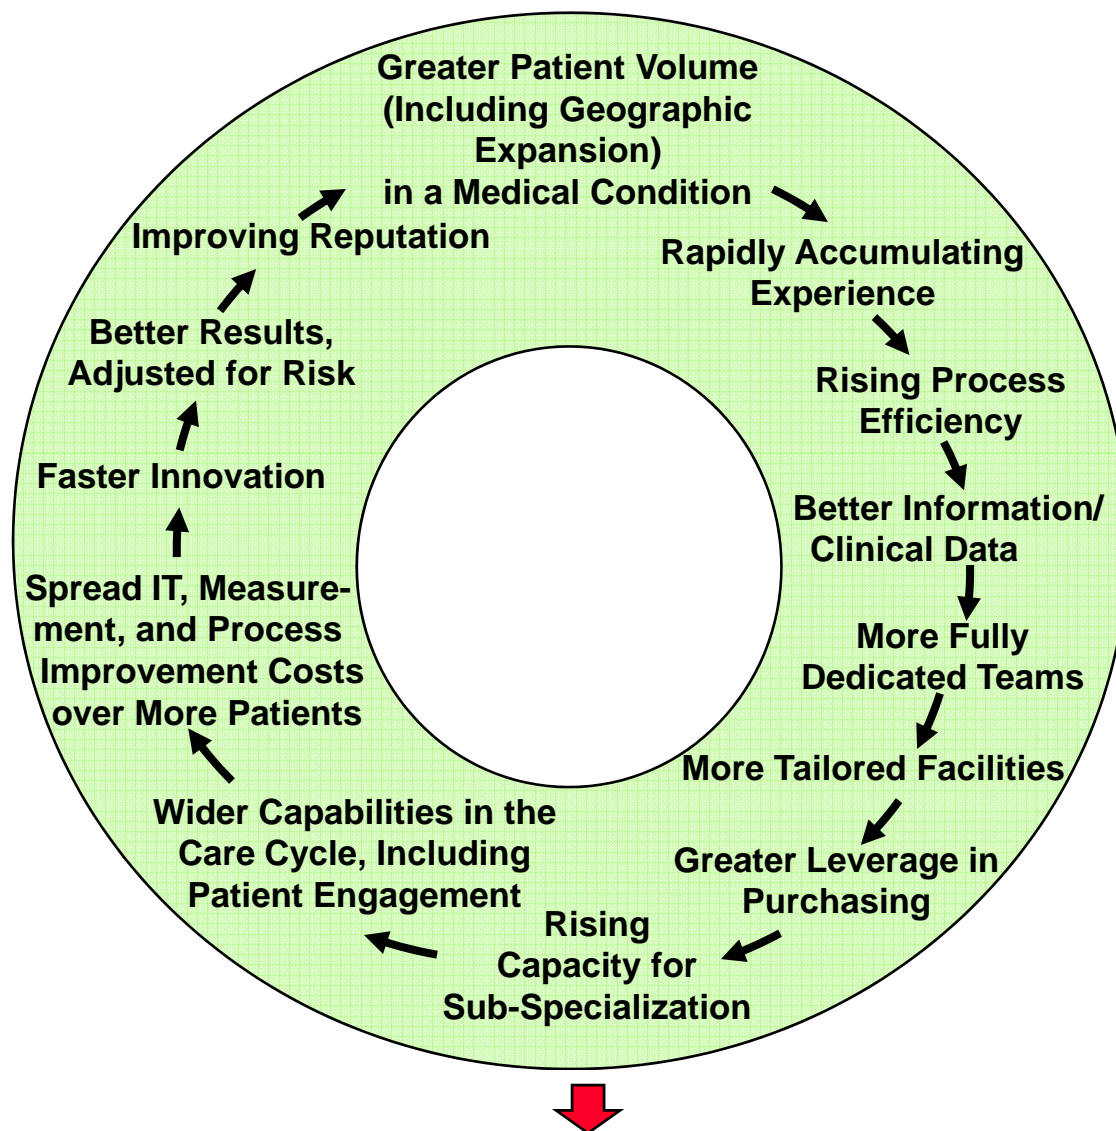 Greater Patient Volume
(Including Geographic
Expansion)
in a Medical Condition
Rapidly Accumulating
Experience
Rising Process
Efficiency
Better Information/
Clinical Data
More Fully
Dedicated Teams
More Tailored Facilities
Greater Leverage in
Purchasing
Rising
Capacity for
Sub-Specialization
Wider Capabilities in the
Care Cycle, Including
Patient Engagement
Spread IT, Measure-
ment, and Process
Improvement Costs
over More Patients
Faster Innovation
Better Results,
Adjusted for Risk
Improving Reputation